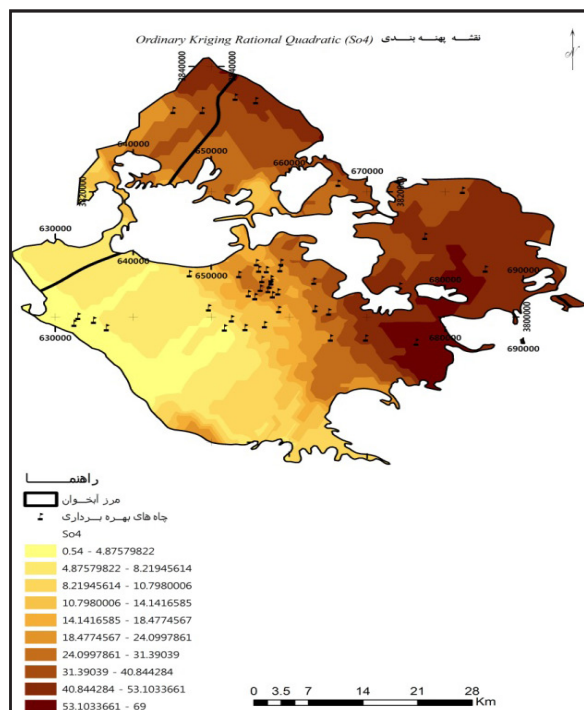 Ordinary Kriging Rational Quadratic (So4) نقشه پهنه بندی
N
2840000
2840000
640000
650000
660000
670000
3820000
3820000
630000
640000
650000
680000
690000
3800000
630000
680000
690000
راهنما
مرز آبخوان
چاه های بهره برداری
So4
0.54 - 4.87579822
4.87579822 - 8.21945614
8.21945614 - 10.7980006
10.7980006 - 14.1416585
14.1416585 - 18.4774567
18.4774567 - 24.0997861
24.0997861 - 31.39039
31.39039 - 40.844284
40.844284 - 53.1033661
53.1033661 - 69
0 3.5 7 14 21 28
Km